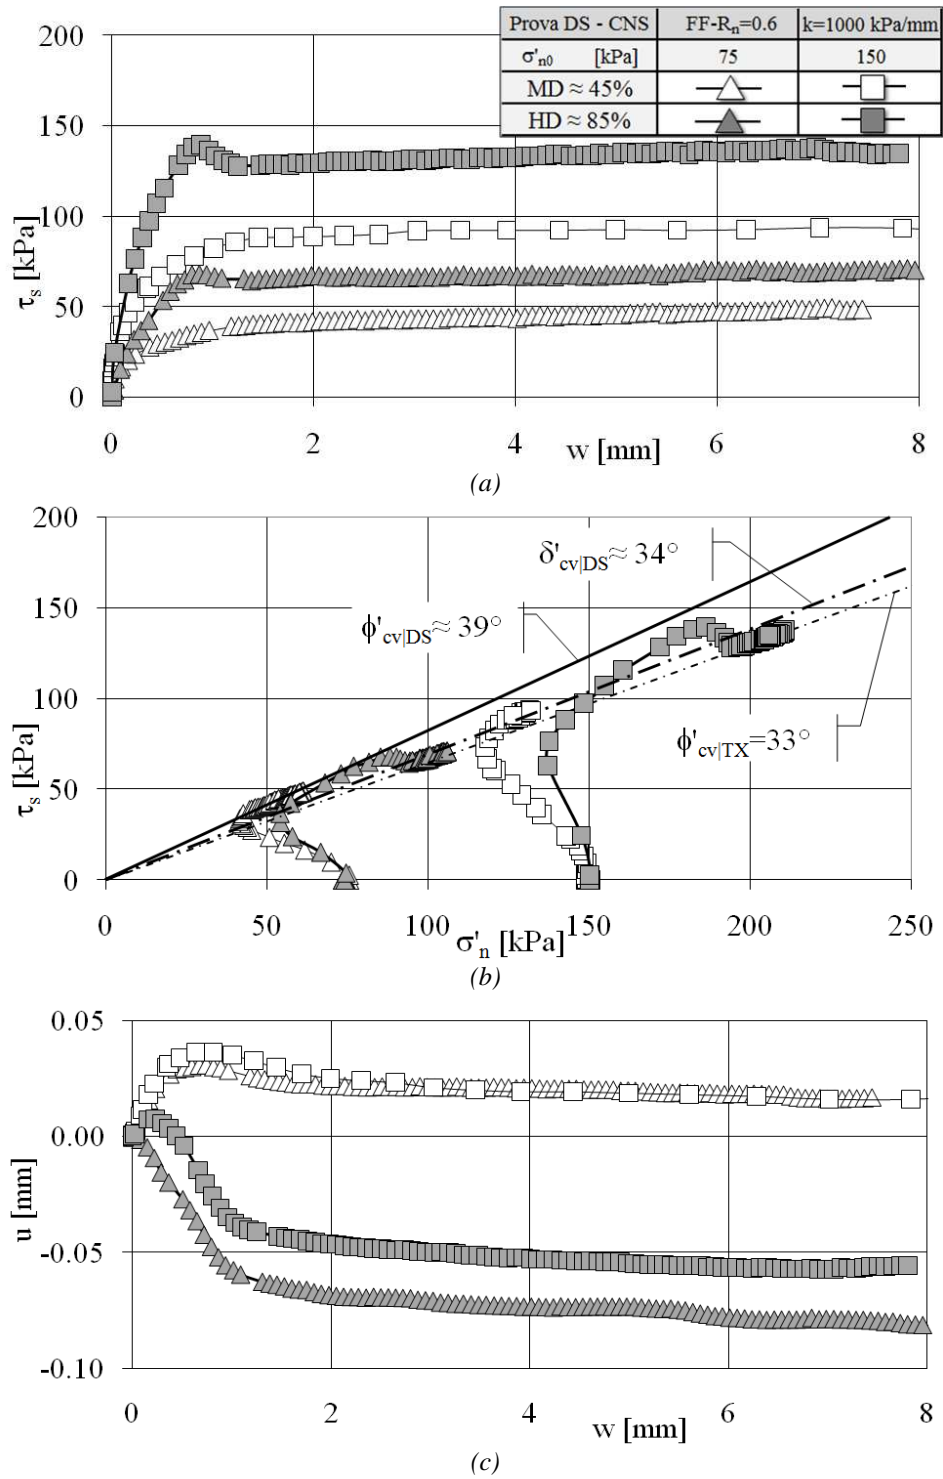 Prova DS - CNS FF-Rn=0.6 k=1000 kPa/mm
σ'n0 [kPa] 75 150
MD ≈ 45%
HD ≈ 85%
200
150
100
50
0
τs [kPa]
0 2 4 6 8
w [mm]
(a)
200
150
100
50
0
τs [kPa]
δ'cv|DS≈ 34°
ϕ'cv|DS≈ 39°
ϕ'cv|TX=33°
0 50 100 150 200 250
σ'n [kPa]
(b)
0.05
0.00
-0.05
-0.10
u [mm]
0 2 4 6 8
w [mm]
(c)